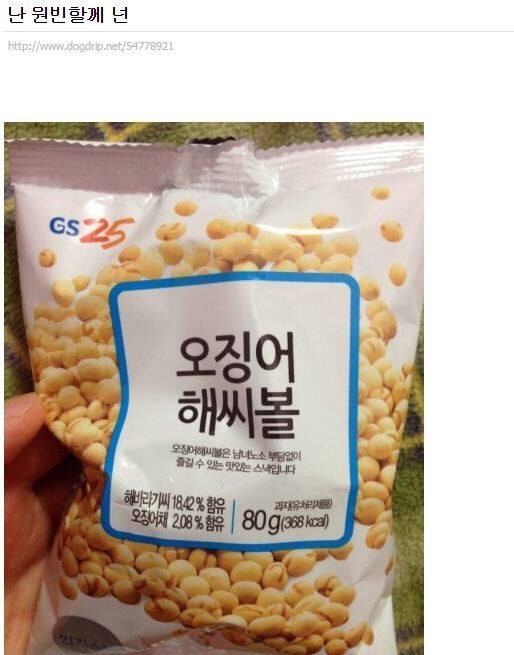 난 원빈할께 넌
http://www.dogdrip.net/54778921
GS25
오징어
해씨볼
오징어해씨볼은 남녀노소 부담없이
즐길 수 있는 맛있는 스낵입니다
해바라기씨 18.42 % 함유
오징어채 2.08 % 함유
과자(유처리제품)
80g(368 kcal)